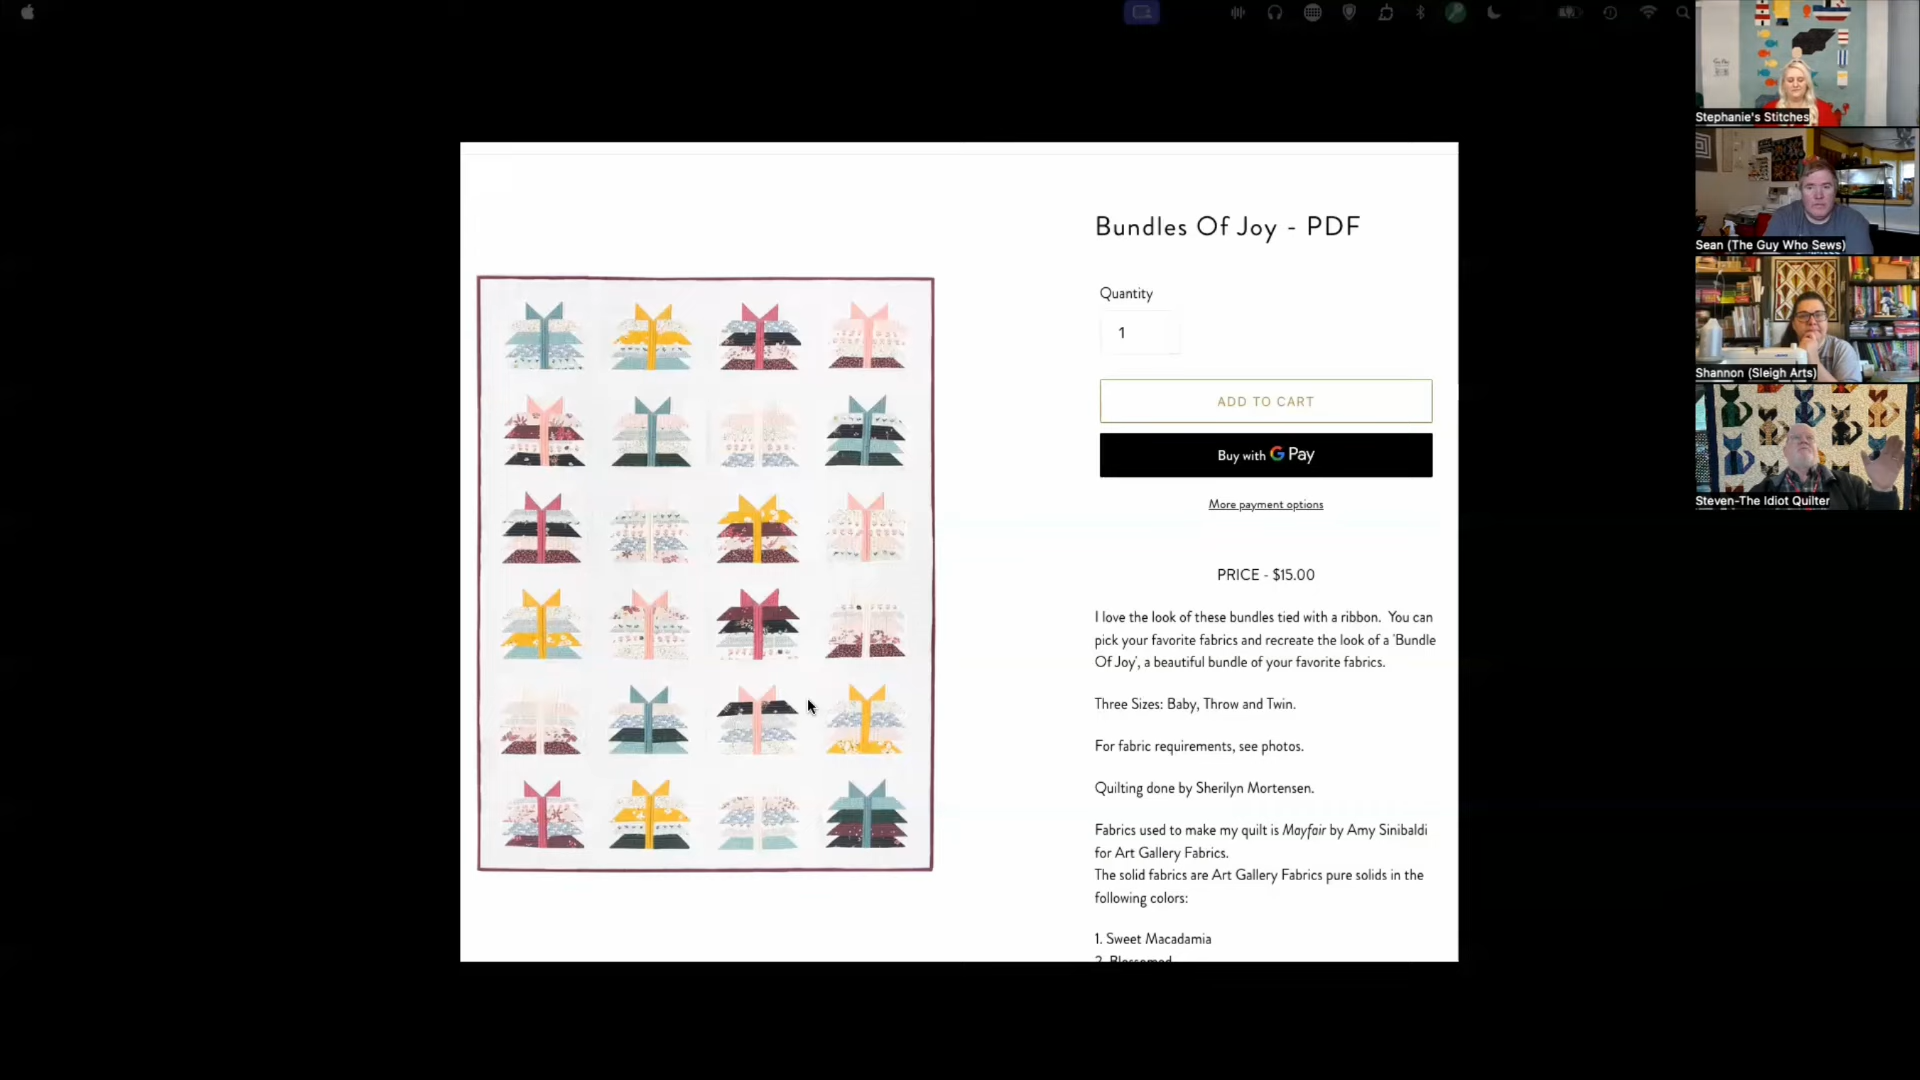 Bundles Of Joy - PDF
Quantity
1
ADD TO CART
Buy with G Pay
More payment options
PRICE - $15.00
I love the look of these bundles tied with a ribbon. You can
pick your favorite fabrics and recreate the look of a 'Bundle
Of Joy', a beautiful bundle of your favorite fabrics.
Three Sizes: Baby, Throw and Twin.
For fabric requirements, see photos.
Quilting done by Sherilyn Mortensen.
Fabrics used to make my quilt is Mayfair by Amy Sinibaldi
for Art Gallery Fabrics.
The solid fabrics are Art Gallery Fabrics pure solids in the
following colors:
1. Sweet Macadamia
2. Blossomed
Stephanie's Stitches
Sean (The Guy Who Sews)
Shannon (Sleigh Arts)
Steven-The Idiot Quilter